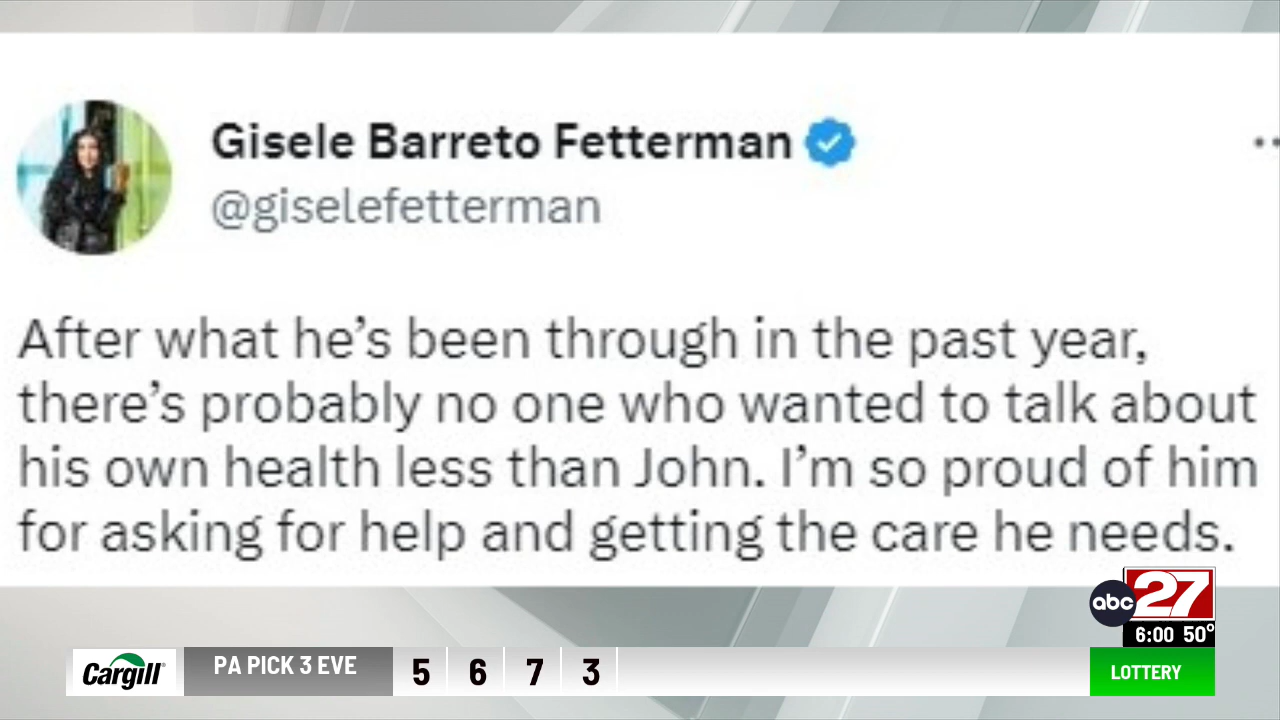 Gisele Barreto Fetterman
@giselefetterman
After what he's been through in the past year,
there's probably no one who wanted to talk about
his own health less than John. I'm so proud of him
for asking for help and getting the care he needs.
abc 27
6:00 50°
Cargill PA PICK 3 EVE 5 6 7 3 LOTTERY